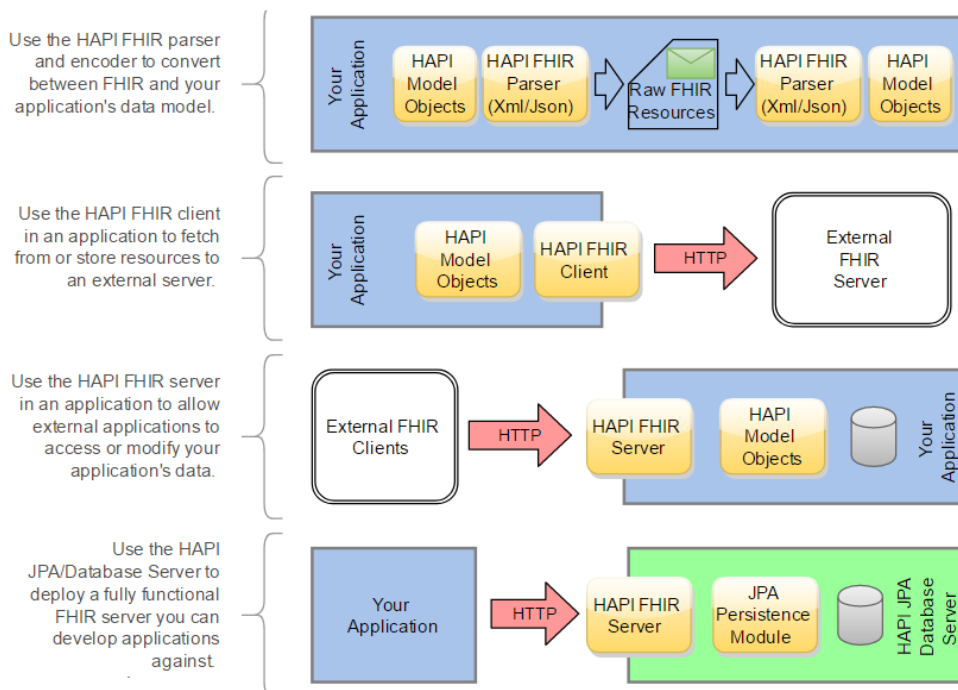 Use the HAPI FHIR parser
and encoder to convert
between FHIR and your
application's data model.
Your
Application
HAPI
Model
Objects
HAPI FHIR
Parser
(Xml/Json)
Raw FHIR
Resources
HAPI FHIR
Parser
(Xml/Json)
HAPI
Model
Objects
Use the HAPI FHIR client
in an application to fetch
from or store resources to
an external server.
Your
Application
HAPI
Model
Objects
HAPI FHIR
Client
HTTP
External
FHIR
Server
Use the HAPI FHIR server
in an application to allow
external applications to
access or modify your
application's data.
External FHIR
Clients
HTTP
HAPI FHIR
Server
HAPI
Model
Objects
Your
Application
Use the HAPI
JPA/Database Server to
deploy a fully functional
FHIR server you can
develop applications
against.
Your
Application
HTTP
HAPI FHIR
Server
JPA
Persistence
Module
HAPI JPA
Database
Server